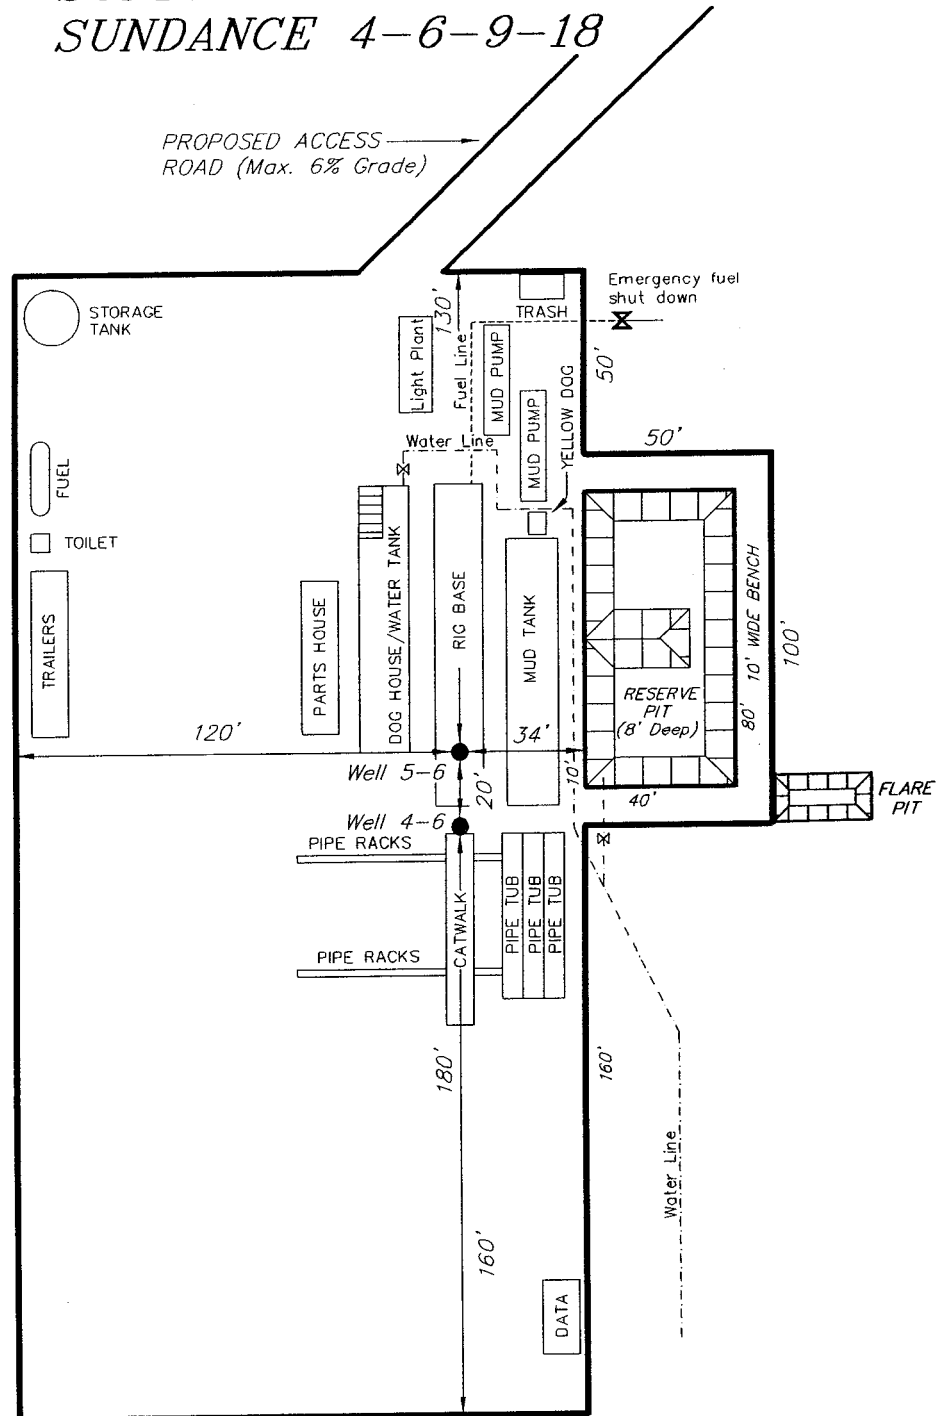 SUNDANCE 4-6-9-18
PROPOSED ACCESS
ROAD (Max. 6% Grade)
STORAGE
TANK
Light Plant
130'
Fuel Line
MUD PUMP
TRASH
Emergency fuel
shut down
50'
MUD PUMP
YELLOW DOG
50'
Water Line
FUEL
TOILET
TRAILERS
PARTS HOUSE
DOG HOUSE/WATER TANK
RIG BASE
MUD TANK
RESERVE
PIT
(8' Deep)
10' WIDE BENCH
80'
100'
120'
34'
10'
40'
Well 5-6
20'
Well 4-6
FLARE
PIT
PIPE RACKS
CATWALK
PIPE TUB
PIPE TUB
PIPE TUB
PIPE RACKS
180'
160'
Water Line
160'
DATA